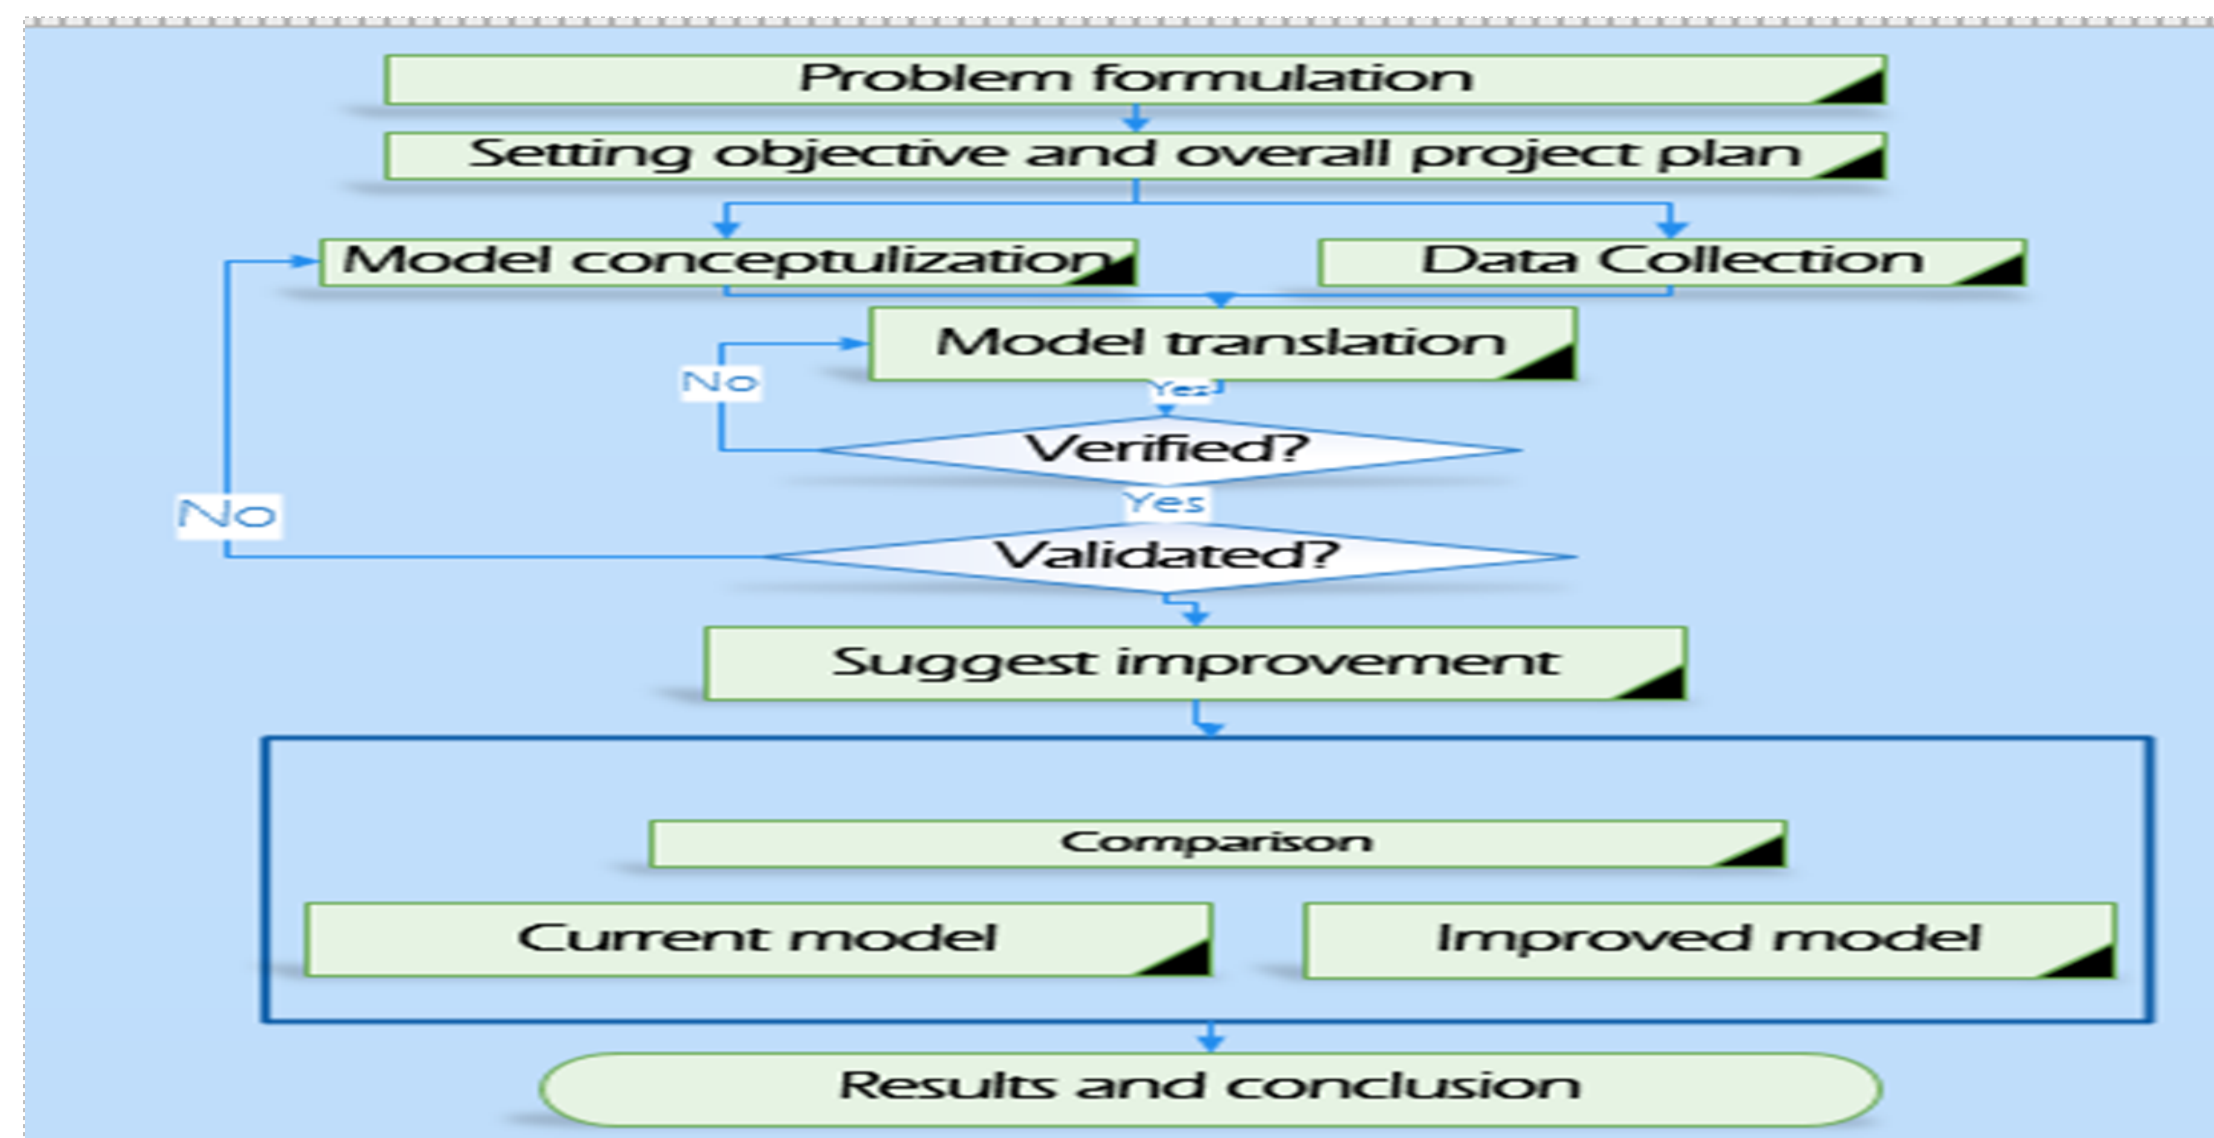 Problem formulation
Setting objective and overall project plan
Model conceptulization
Data Collection
Model translation
No
Yes
Verified?
Yes
No
Validated?
Suggest improvement
Comparison
Current model
Improved model
Results and conclusion